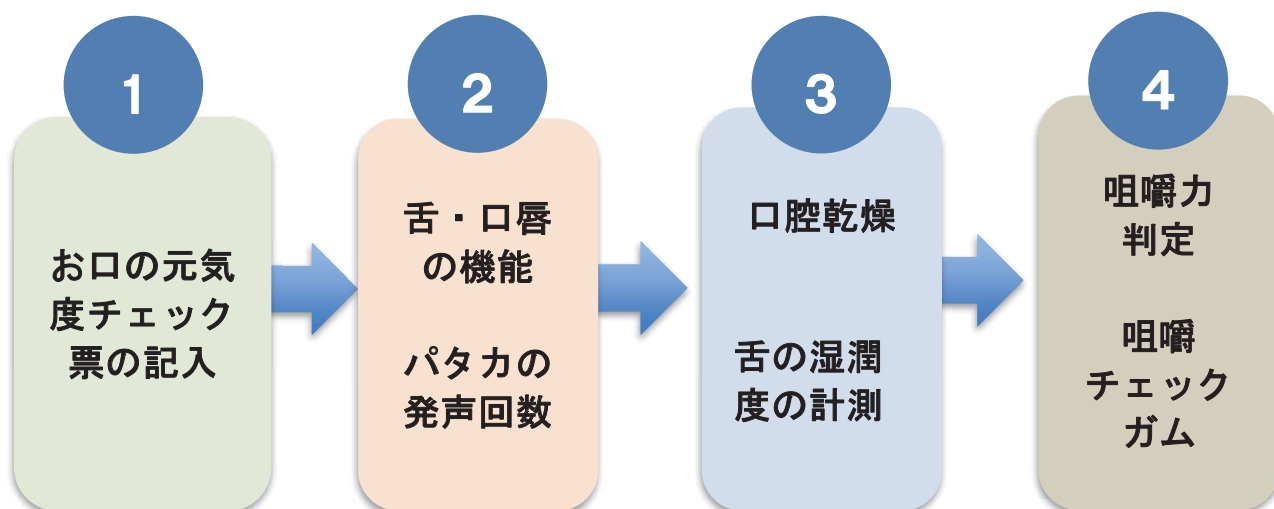 1
お口の元気
度チェック
票の記入
2
舌・口唇
の機能
パタカの
発声回数
3
口腔乾燥
舌の湿潤
度の計測
4
咀嚼力
判定
咀嚼
チェック
ガム